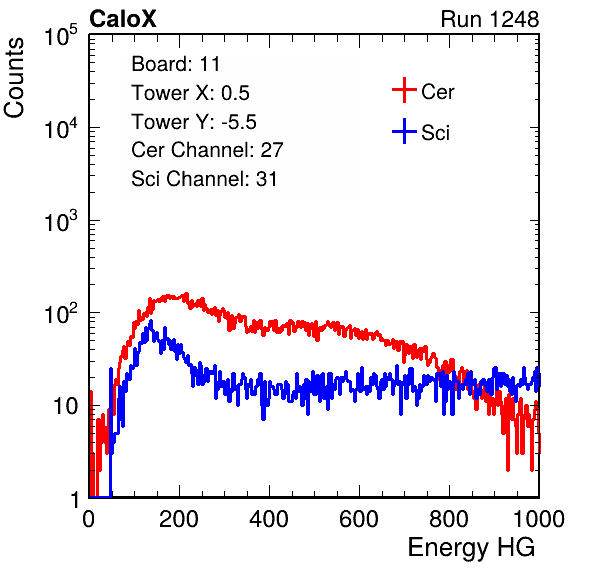 CaloX Run 1248
Counts
10^5
10^4
10^3
10^2
10
1
Board: 11
Tower X: 0.5
Tower Y: -5.5
Cer Channel: 27
Sci Channel: 31
Cer
Sci
0 200 400 600 800 1000
Energy HG